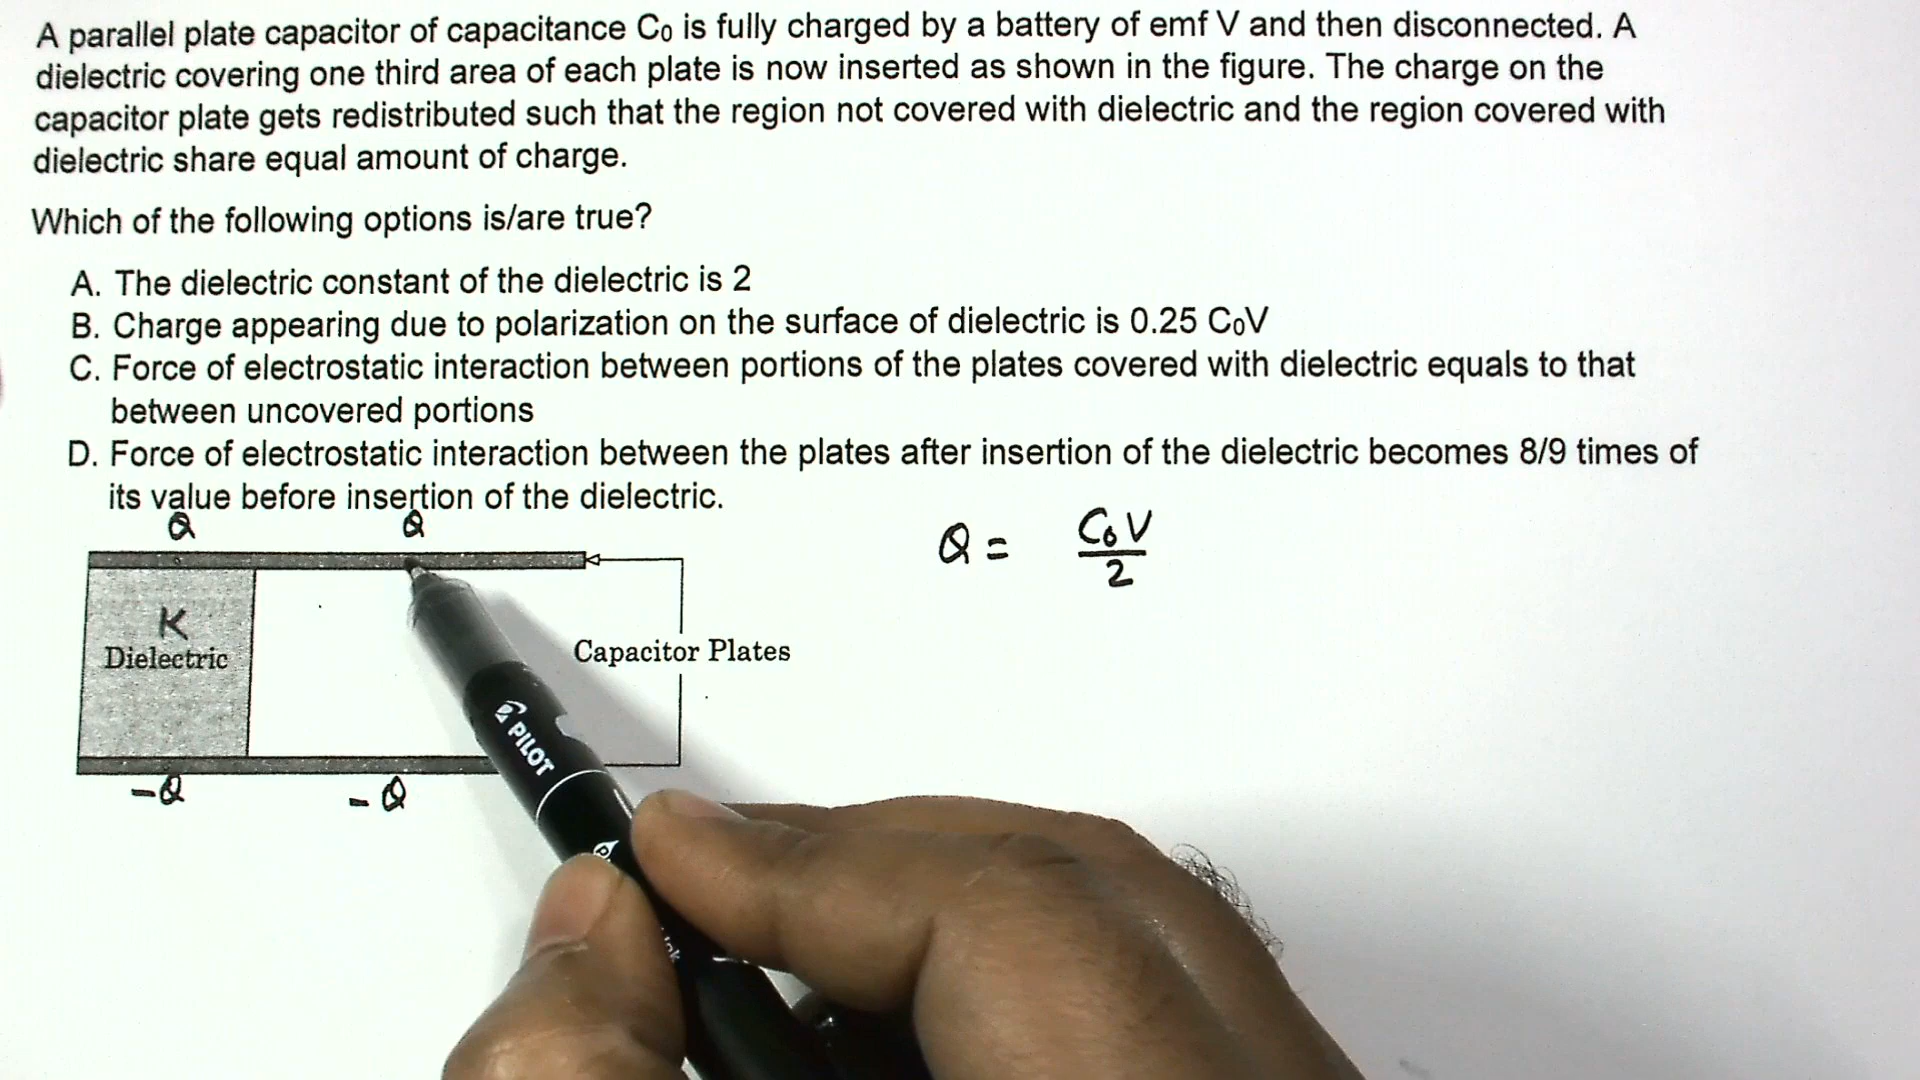 A parallel plate capacitor of capacitance C₀ is fully charged by a battery of emf V and then disconnected. A
dielectric covering one third area of each plate is now inserted as shown in the figure. The charge on the
capacitor plate gets redistributed such that the region not covered with dielectric and the region covered with
dielectric share equal amount of charge.
Which of the following options is/are true?
A. The dielectric constant of the dielectric is 2
B. Charge appearing due to polarization on the surface of dielectric is 0.25 C₀V
C. Force of electrostatic interaction between portions of the plates covered with dielectric equals to that
between uncovered portions
D. Force of electrostatic interaction between the plates after insertion of the dielectric becomes 8/9 times of
its value before insertion of the dielectric.
Q Q
Q = C₀V/2
K
Dielectric
Capacitor Plates
PILOT
-Q -Q